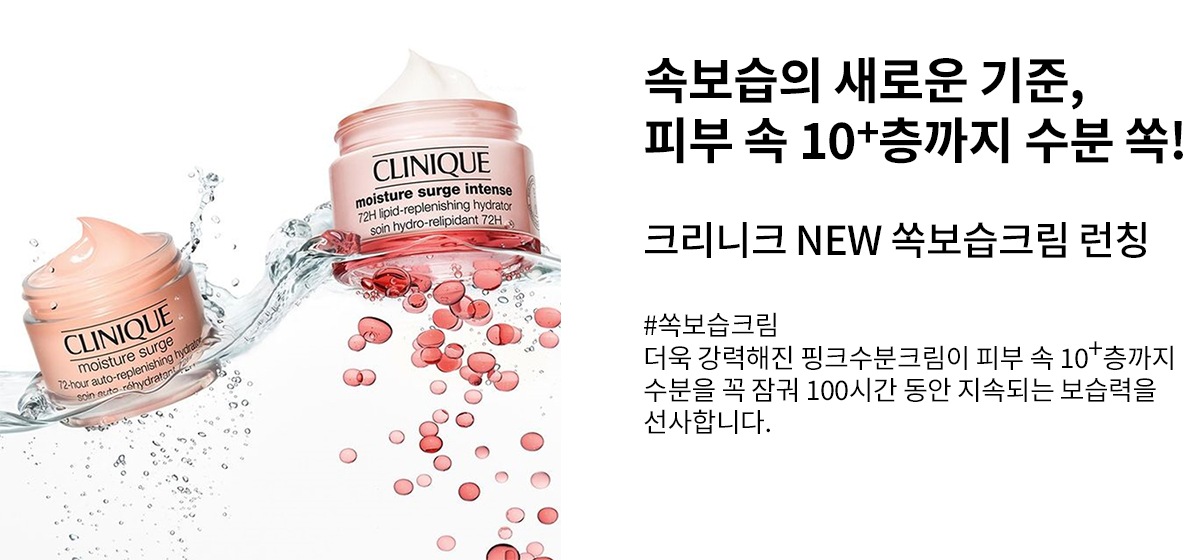 속보습의 새로운 기준,
피부 속 10⁺층까지 수분 쏙!
크리니크 NEW 쏙보습크림 런칭
#쏙보습크림
더욱 강력해진 핑크수분크림이 피부 속 10⁺층까지
수분을 꼭 잠궈 100시간 동안 지속되는 보습력을
선사합니다.
CLINIQUE
moisture surge intense
72H lipid-replenishing hydrator
soin hydro-relipidant 72H
CLINIQUE
moisture surge
72-hour auto-replenishing hydrator
soin auto-réhydratant 72H